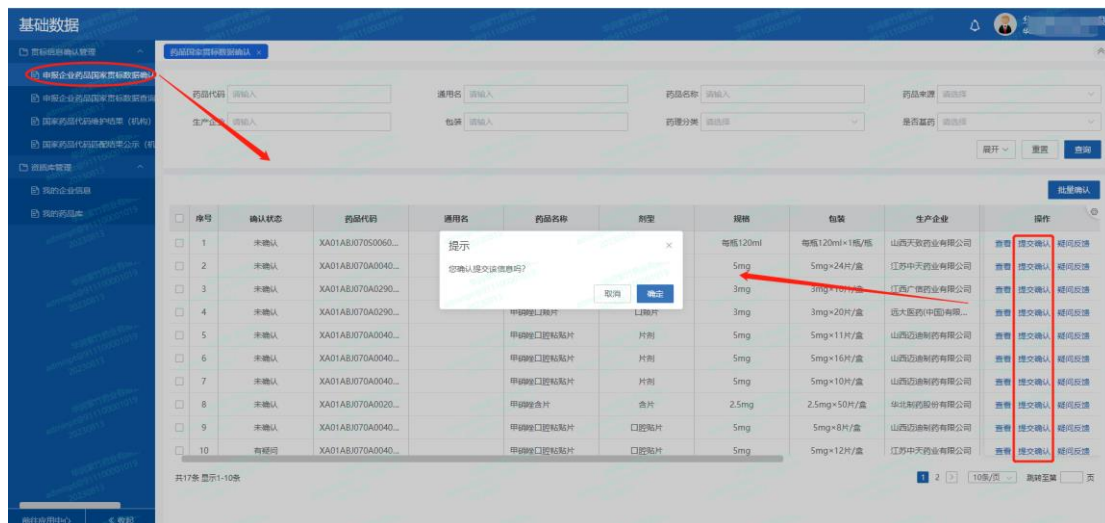 基础数据
贯标信息确认管理
药品国家贯标数据确认 ×
申报企业药品国家贯标数据确认
申报企业药品国家贯标数据查询
国家药品代码维护结果（机构）
国家药品代码匹配结果公示（机
资质库管理
我的企业信息
我的药品库
药品代码 请输入 通用名 请输入 药品名称 请输入 药品来源 请选择
生产企业 请输入 包装 请输入 药理分类 请选择 是否基药 请选择
展开 重置 查询
批量确认
序号 确认状态 药品代码 通用名 药品名称 剂型 规格 包装 生产企业 操作
1 未确认 XA01ABJ070S0060... 每瓶120ml 每瓶120ml×1瓶/瓶 山西天致药业有限公司 查看 提交确认 疑问反馈
2 未确认 XA01ABJ070A0040... 5mg 5mg×24片/盒 江苏中天药业有限公司 查看 提交确认 疑问反馈
3 未确认 XA01ABJ070A0290... 3mg 3mg×10片/盒 江西广信药业有限公司 查看 提交确认 疑问反馈
4 未确认 XA01ABJ070A0290... 甲硝唑口颊片 口颊片 3mg 3mg×20片/盒 远大医药(中国)有限... 查看 提交确认 疑问反馈
5 未确认 XA01ABJ070A0040... 甲硝唑口腔粘贴片 片剂 5mg 5mg×11片/盒 山西迈迪制药有限公司 查看 提交确认 疑问反馈
6 未确认 XA01ABJ070A0040... 甲硝唑口腔粘贴片 片剂 5mg 5mg×16片/盒 山西迈迪制药有限公司 查看 提交确认 疑问反馈
7 未确认 XA01ABJ070A0040... 甲硝唑口腔粘贴片 片剂 5mg 5mg×10片/盒 山西迈迪制药有限公司 查看 提交确认 疑问反馈
8 未确认 XA01ABJ070A0020... 甲硝唑含片 含片 2.5mg 2.5mg×50片/盒 华北制药股份有限公司 查看 提交确认 疑问反馈
9 未确认 XA01ABJ070A0040... 甲硝唑口腔粘贴片 口腔贴片 5mg 5mg×8片/盒 山西迈迪制药有限公司 查看 提交确认 疑问反馈
10 有疑问 XA01ABJ070A0040... 甲硝唑口腔粘贴片 口腔贴片 5mg 5mg×12片/盒 江苏中天药业有限公司 查看 提交确认 疑问反馈
提示 ×
您确认提交该信息吗?
取消 确定
共17条 显示1-10条 1 2 > 10条/页 跳转至第 页
前往应用中心 《 收起